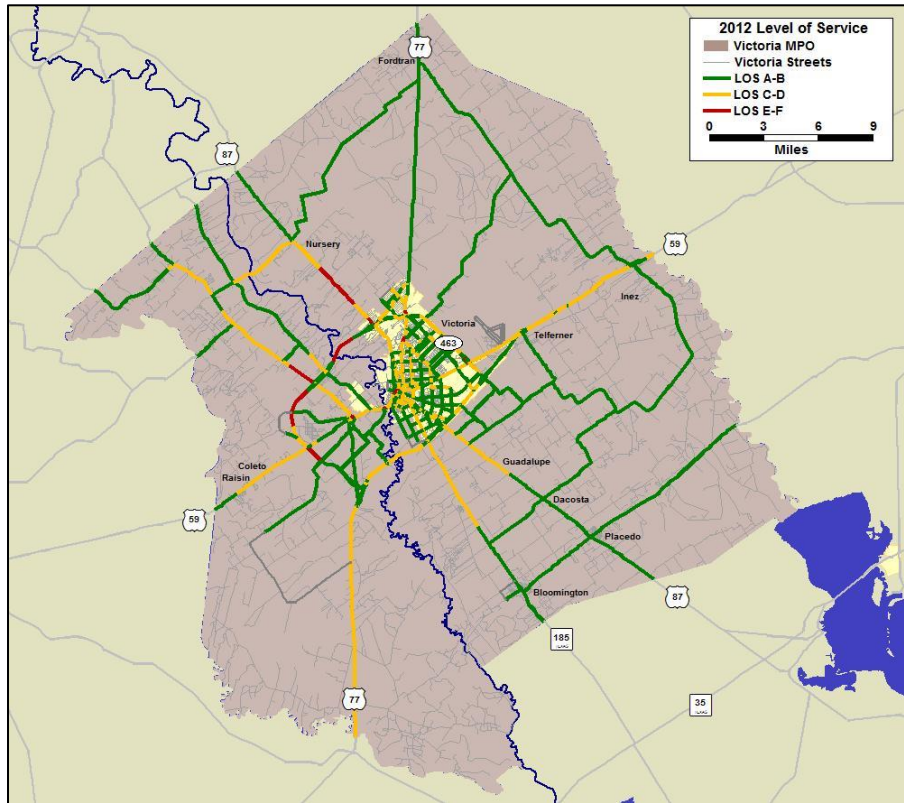 2012 Level of Service
Victoria MPO
Victoria Streets
LOS A-B
LOS C-D
LOS E-F
0 3 6 9
Miles
77
Fordtran
87
Nursery
59
Inez
Victoria
Telferner
463
Guadalupe
Coleto
Raisin
Dacosta
59
Placedo
Bloomington
87
185
77
35